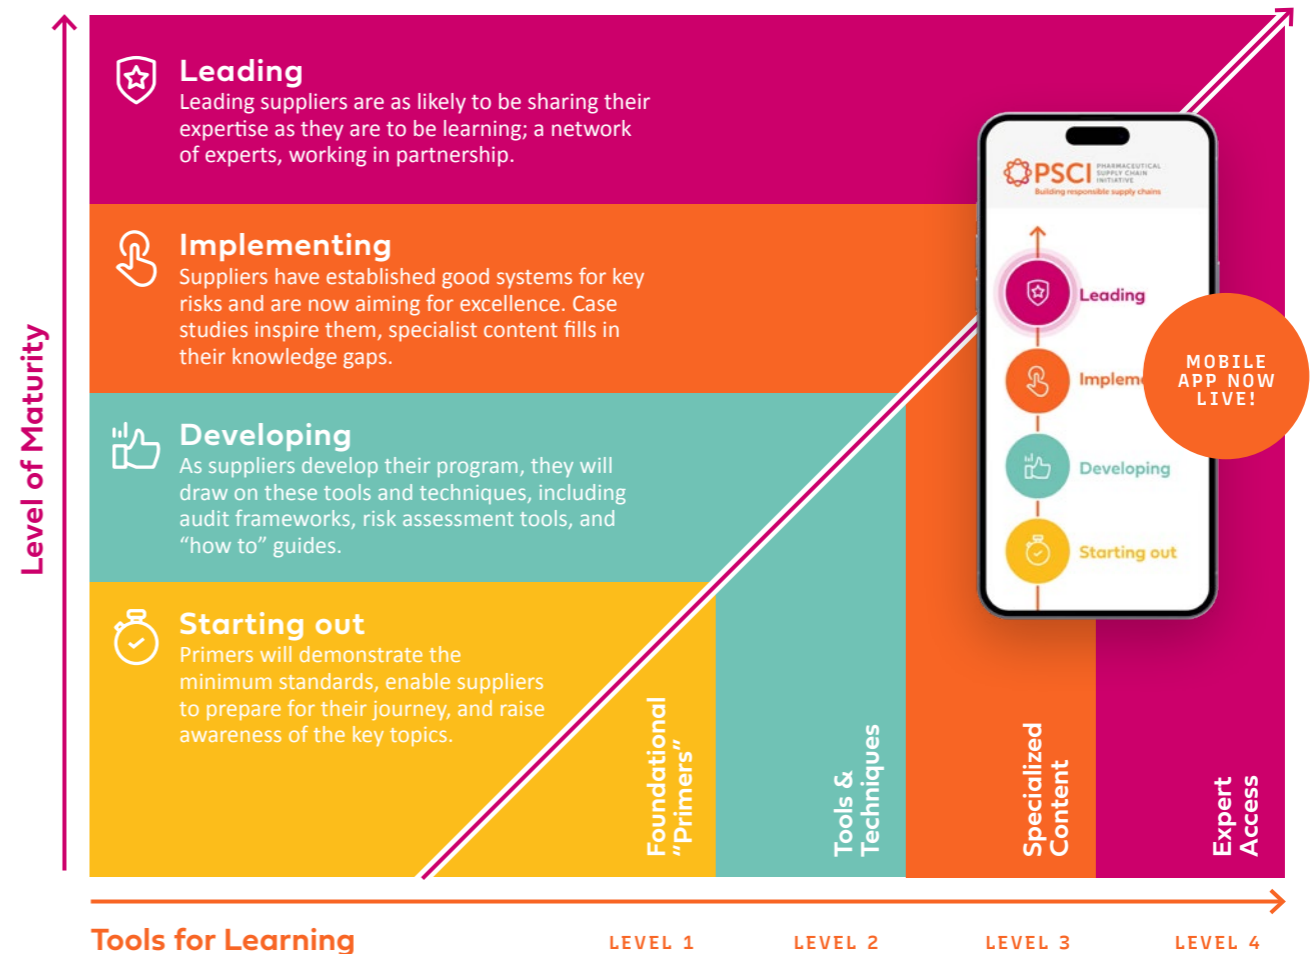 Level of Maturity
Leading
Leading suppliers are as likely to be sharing their
expertise as they are to be learning; a network
of experts, working in partnership.
Implementing
Suppliers have established good systems for key
risks and are now aiming for excellence. Case
studies inspire them, specialist content fills in
their knowledge gaps.
Developing
As suppliers develop their program, they will
draw on these tools and techniques, including
audit frameworks, risk assessment tools, and
“how to” guides.
Starting out
Primers will demonstrate the
minimum standards, enable suppliers
to prepare for their journey, and raise
awareness of the key topics.
PSCI
PHARMACEUTICAL
SUPPLY CHAIN
INITIATIVE
Building responsible supply chains
Leading
Implem
Developing
Starting out
MOBILE
APP NOW
LIVE!
Foundational
“Primers”
Tools &
Techniques
Specialized
Content
Expert
Access
Tools for Learning
LEVEL 1
LEVEL 2
LEVEL 3
LEVEL 4